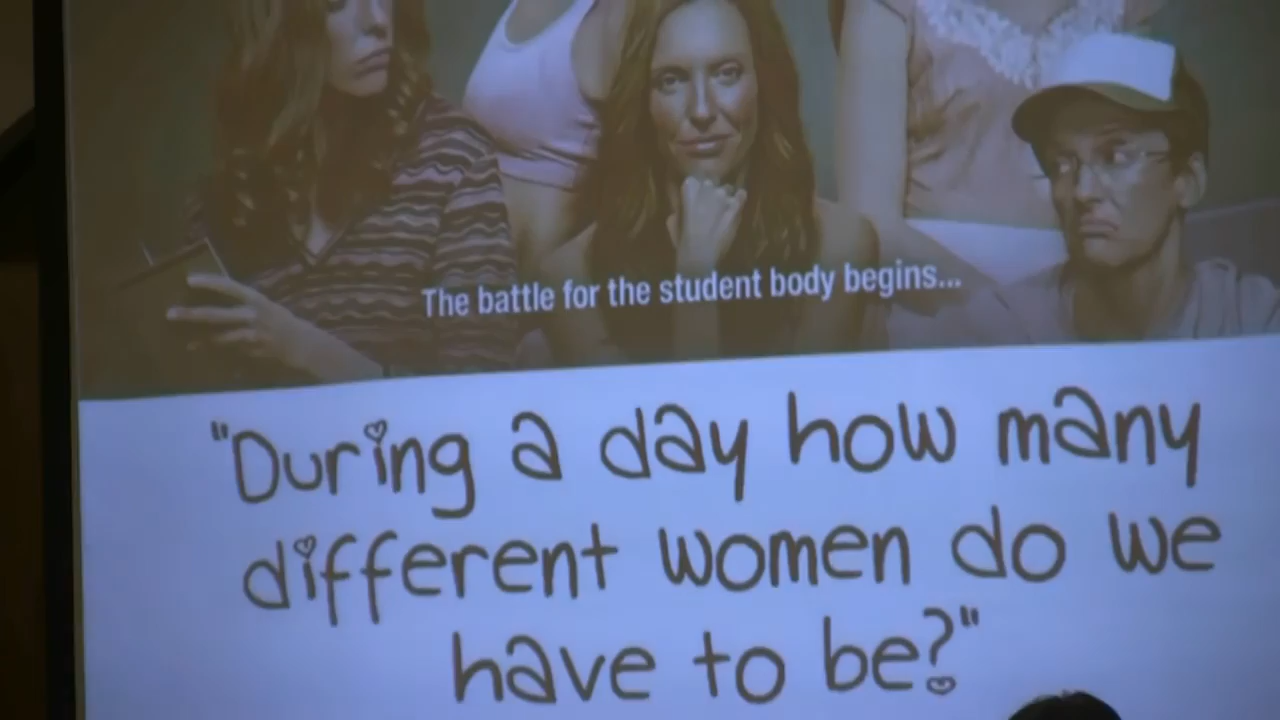 The battle for the student body begins...
"During a day how many
different women do we
have to be?"